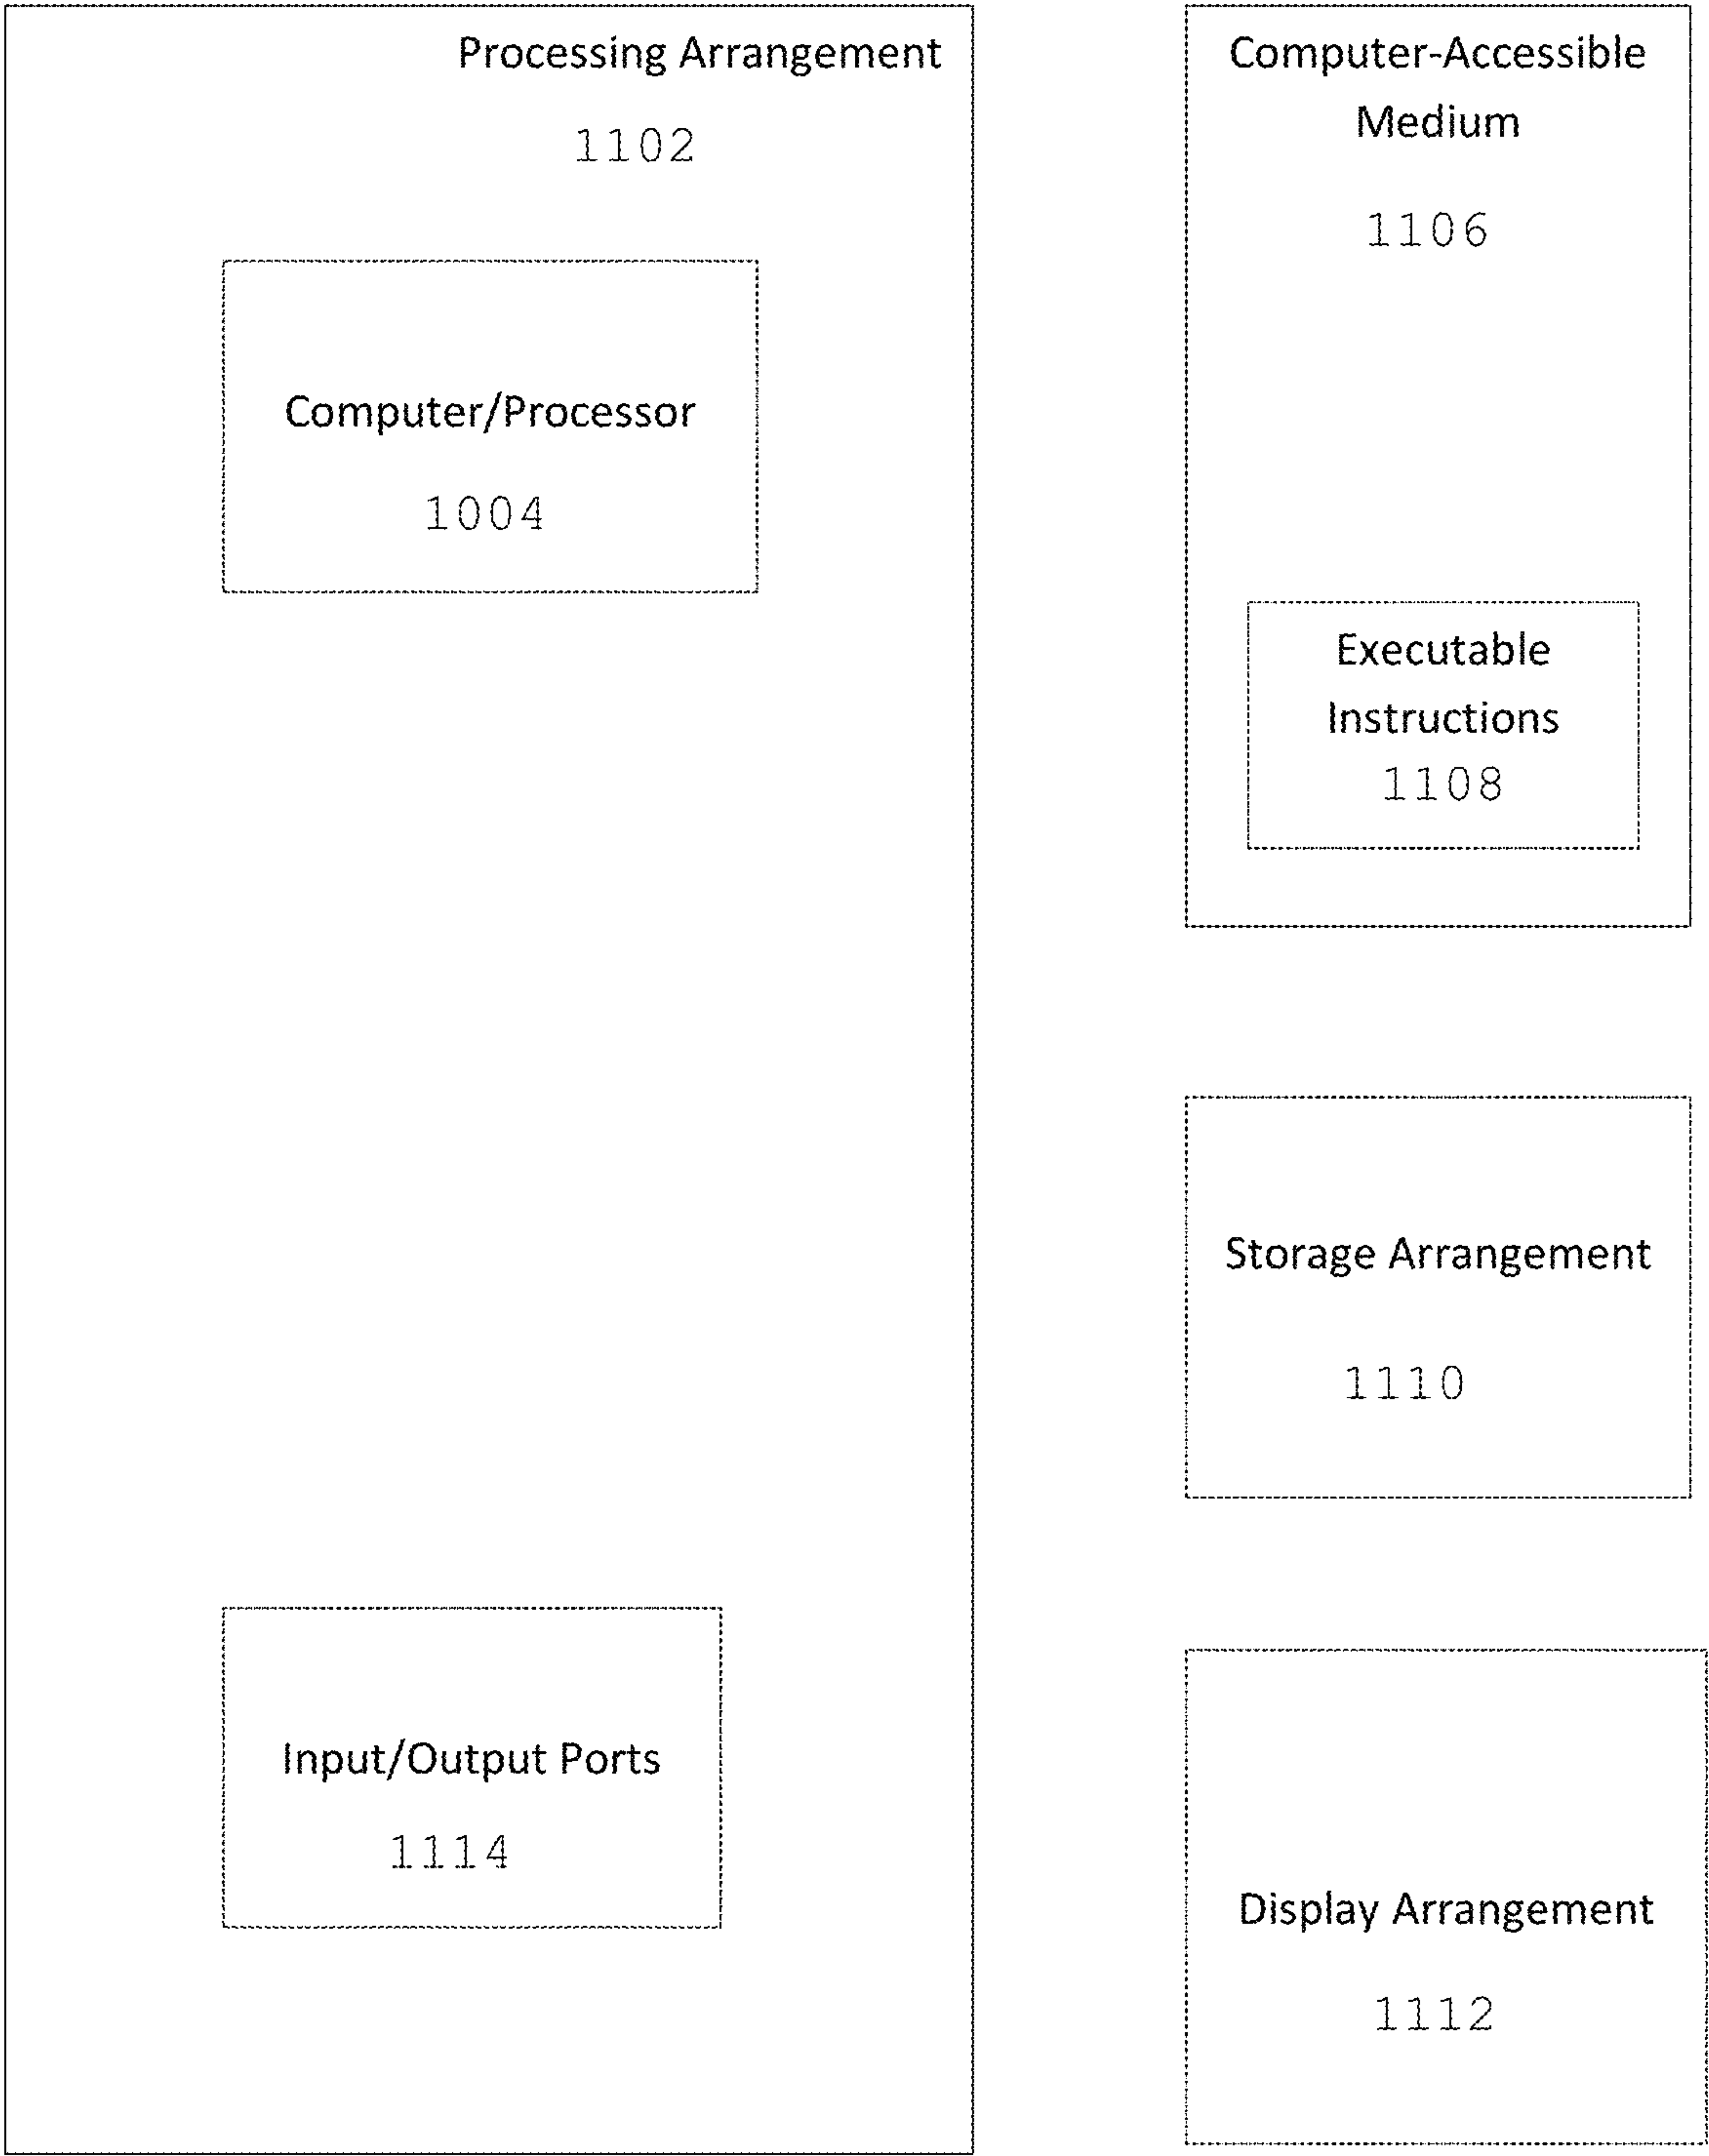 Processing Arrangement
1102
Computer/Processor
1004
Input/Output Ports
1114
Computer-Accessible
Medium
1106
Executable
Instructions
1108
Storage Arrangement
1110
Display Arrangement
1112